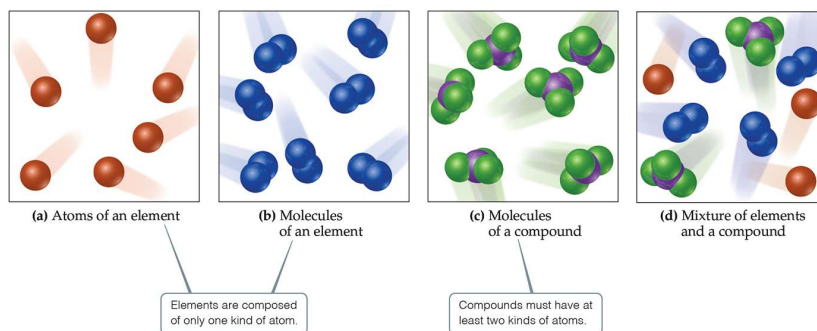 (a) Atoms of an element
(b) Molecules
of an element
(c) Molecules
of a compound
(d) Mixture of elements
and a compound
Elements are composed
of only one kind of atom.
Compounds must have at
least two kinds of atoms.